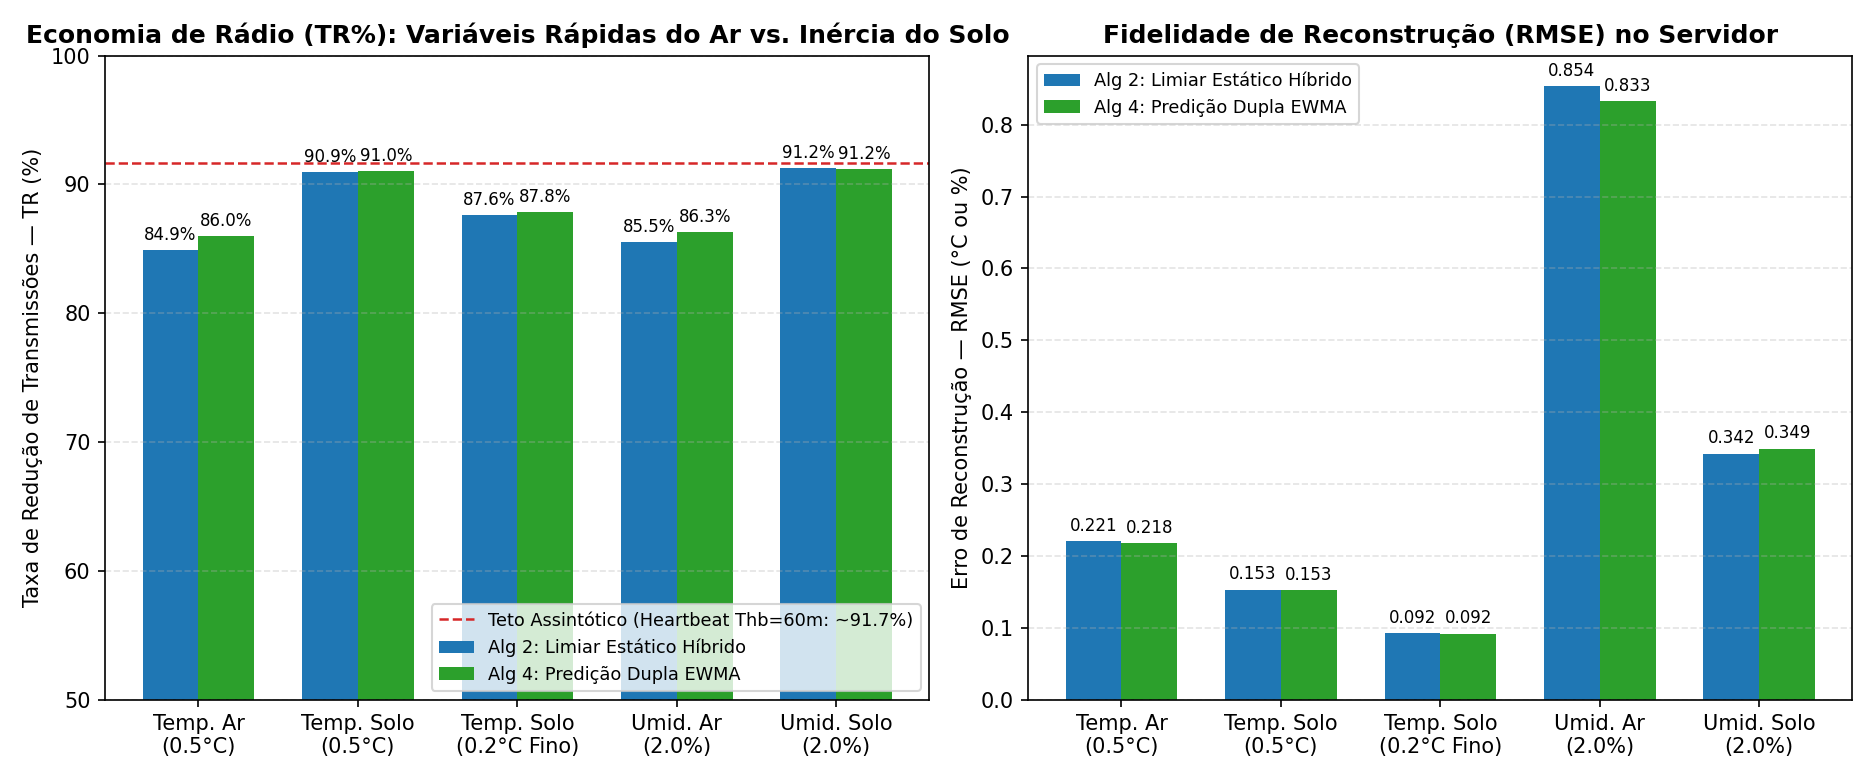 Economia de Rádio (TR%): Variáveis Rápidas do Ar vs. Inércia do Solo
Taxa de Redução de Transmissões — TR (%)
100
90
80
70
60
50
84.9%
86.0%
90.9%
91.0%
87.6%
87.8%
85.5%
86.3%
91.2%
91.2%
Teto Assintótico (Heartbeat Thb=60m: ~91.7%)
Alg 2: Limiar Estático Híbrido
Alg 4: Predição Dupla EWMA
Temp. Ar
(0.5°C)
Temp. Solo
(0.5°C)
Temp. Solo
(0.2°C Fino)
Umid. Ar
(2.0%)
Umid. Solo
(2.0%)
Fidelidade de Reconstrução (RMSE) no Servidor
Erro de Reconstrução — RMSE (°C ou %)
Alg 2: Limiar Estático Híbrido
Alg 4: Predição Dupla EWMA
0.8
0.7
0.6
0.5
0.4
0.3
0.2
0.1
0.0
0.221
0.218
0.153
0.153
0.092
0.092
0.854
0.833
0.342
0.349
Temp. Ar
(0.5°C)
Temp. Solo
(0.5°C)
Temp. Solo
(0.2°C Fino)
Umid. Ar
(2.0%)
Umid. Solo
(2.0%)